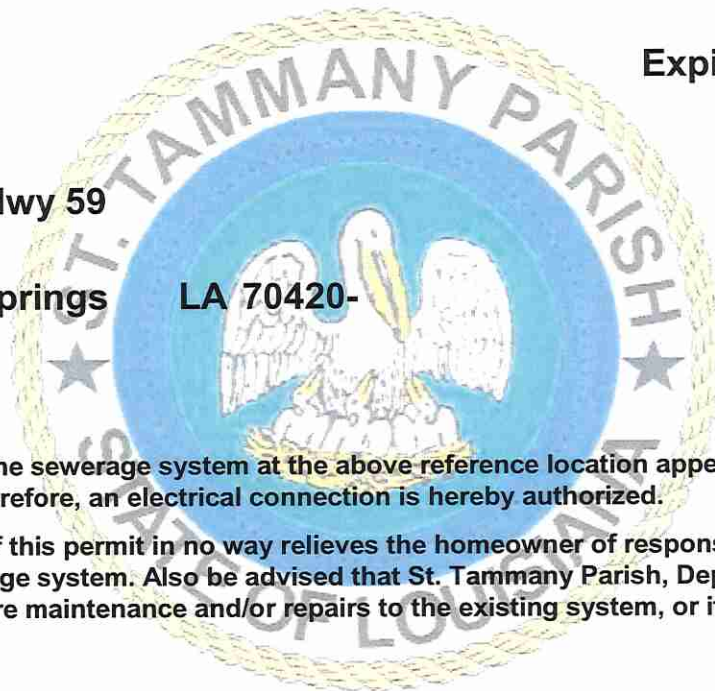 Expi
ST. TAMMANY PARISH
lwy 59
prings LA 70420-
he sewerage system at the above reference location appe
refore, an electrical connection is hereby authorized.
f this permit in no way relieves the homeowner of respons
ge system. Also be advised that St. Tammany Parish, Dep
re maintenance and/or repairs to the existing system, or i
STATE OF LOUISIANA